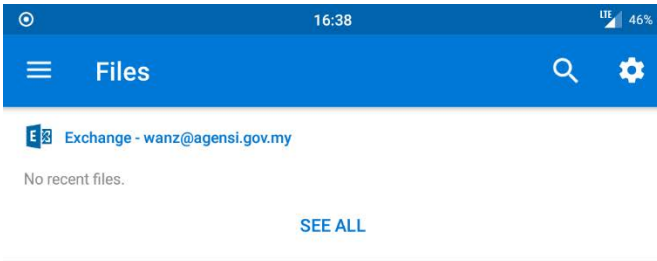 16:38 LTE 46%
Files
E Exchange - wanz@agensi.gov.my
No recent files.
SEE ALL